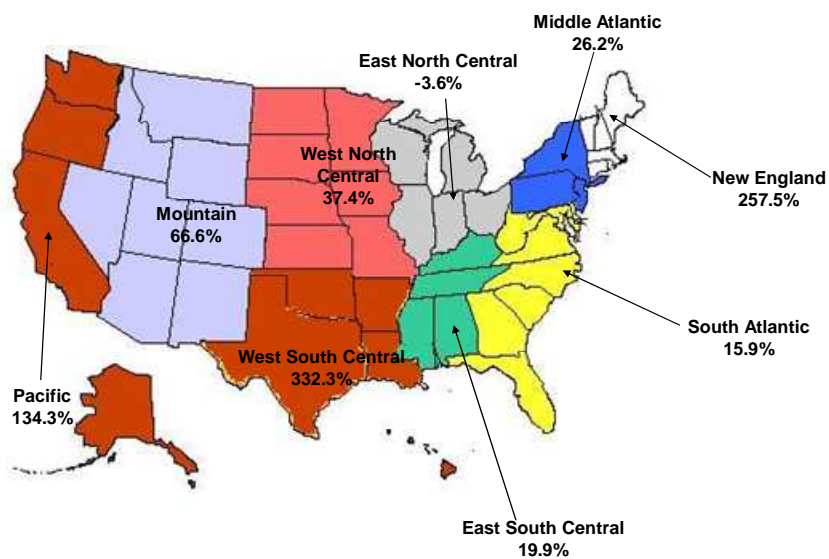 Middle Atlantic
26.2%
East North Central
-3.6%
West North
Central
37.4%
New England
257.5%
Mountain
66.6%
South Atlantic
15.9%
West South Central
332.3%
Pacific
134.3%
East South Central
19.9%